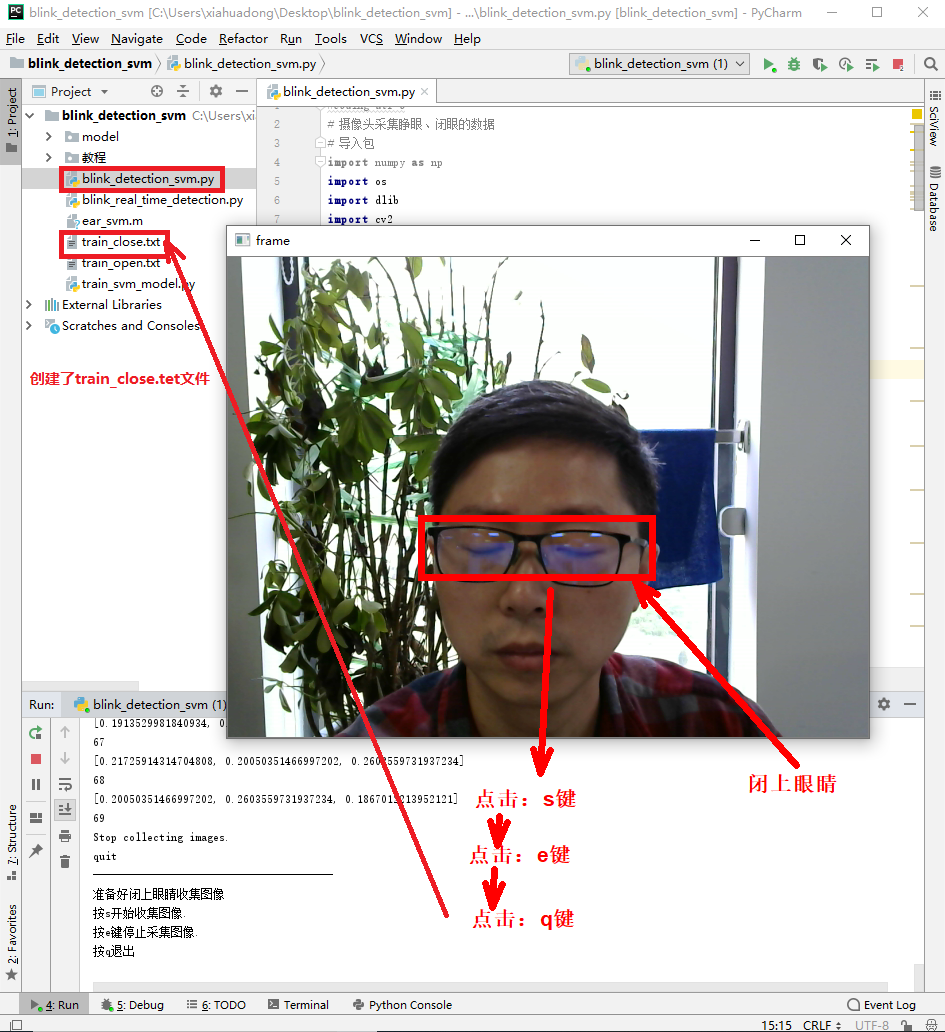 blink_detection_svm [C:\Users\xiahuadong\Desktop\blink_detection_svm] - ...\blink_detection_svm.py [blink_detection_svm] - PyCharm
File Edit View Navigate Code Refactor Run Tools VCS Window Help
blink_detection_svm blink_detection_svm.py
blink_detection_svm (1)
1: Project
Project
blink_detection_svm C:\Users\xi
model
教程
blink_detection_svm.py
blink_real_time_detection.py
ear_svm.m
train_close.txt
train_open.txt
train_svm_model.py
External Libraries
Scratches and Consoles
创建了train_close.tet文件
blink_detection_svm.py
2 # 摄像头采集睁眼、闭眼的数据
3 # 导入包
4 import numpy as np
5 import os
6 import dlib
7 import cv2
SciView
Database
frame
闭上眼睛
点击：s键
点击：e键
点击：q键
Run: blink_detection_svm (1)
[0.1913529981840934, 0.
67
[0.21725914314704808, 0.20050351466997202, 0.2603559731937234]
68
[0.20050351466997202, 0.2603559731937234, 0.1867013213952121]
69
Stop collecting images.
quit
准备好闭上眼睛收集图像
按s开始收集图像.
按e键停止采集图像.
按q退出
7: Structure
2: Favorites
4: Run 5: Debug 6: TODO Terminal Python Console Event Log
15:15 CRLF UTF-8